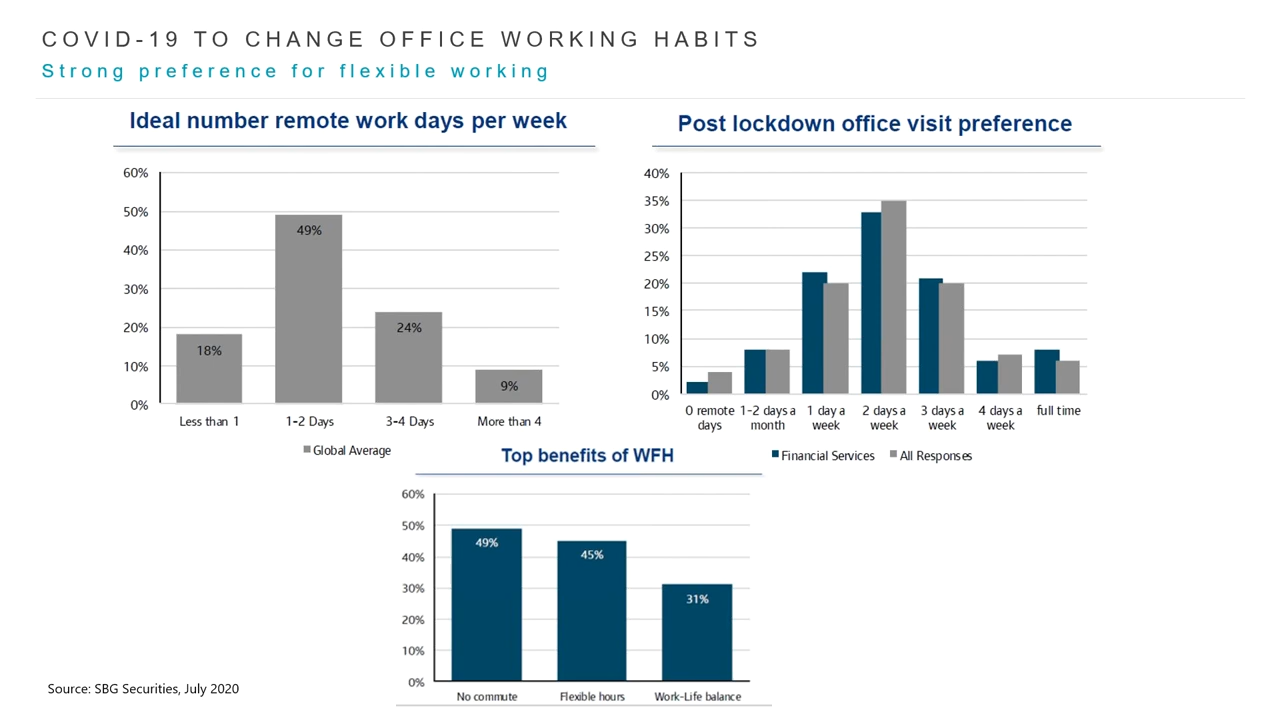 COVID-19 TO CHANGE OFFICE WORKING HABITS
Strong preference for flexible working
Ideal number remote work days per week
60%
50%
40%
30%
20%
10%
0%
49%
24%
18%
9%
Less than 1
1-2 Days
3-4 Days
More than 4
Global Average
Post lockdown office visit preference
40%
35%
30%
25%
20%
15%
10%
5%
0%
0 remote
days
1-2 days a
month
1 day a
week
2 days a
week
3 days a
week
4 days a
week
full time
Financial Services
All Responses
Top benefits of WFH
60%
50%
40%
30%
20%
10%
0%
49%
45%
31%
No commute
Flexible hours
Work-Life balance
Source: SBG Securities, July 2020